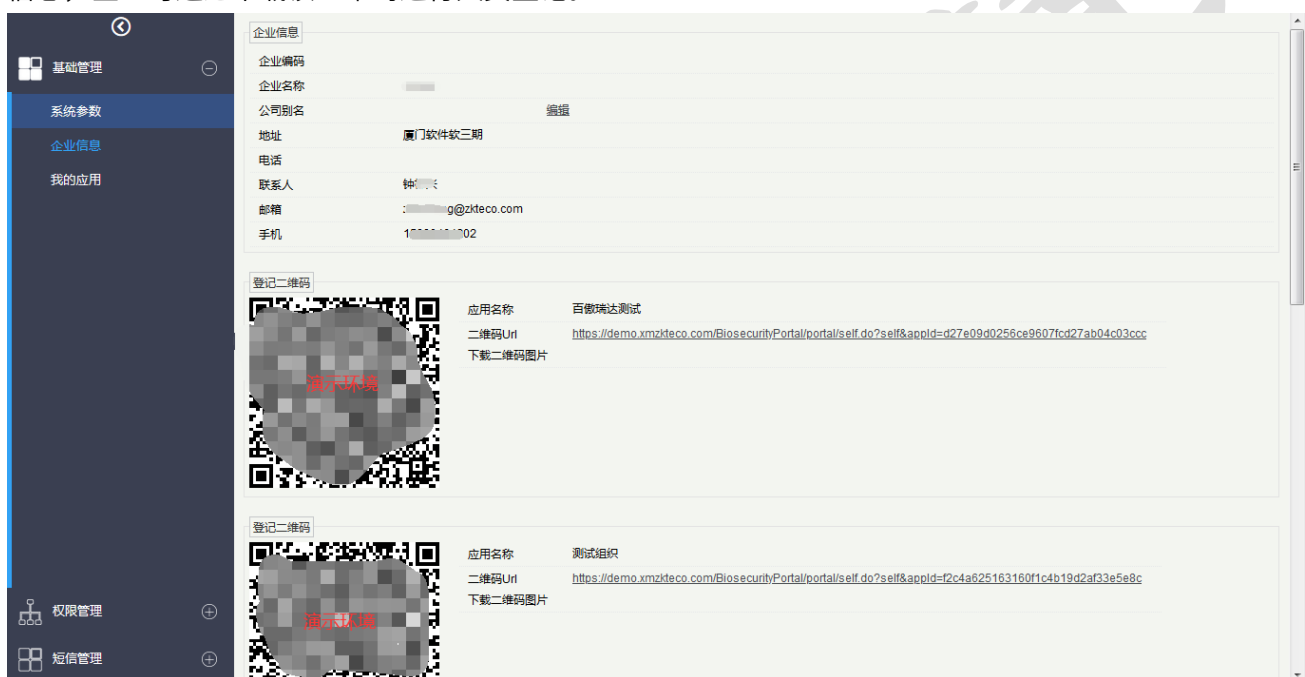 企业信息
基础管理
企业编码
企业名称
系统参数
公司别名 编辑
地址 厦门软件软三期
企业信息
电话
我的应用
联系人 钟
邮箱 g@zkteco.com
手机 1 02
登记二维码
应用名称 百傲瑞达测试
二维码Url https://demo.xmzkteco.com/BiosecurityPortal/portal/self.do?self&appId=d27e09d0256ce9607fcd27ab04c03ccc
下载二维码图片
演示环境
登记二维码
应用名称 测试组织
二维码Url https://demo.xmzkteco.com/BiosecurityPortal/portal/self.do?self&appId=f2c4a625163160f1c4b19d2af33e5e8c
下载二维码图片
演示环境
权限管理
短信管理